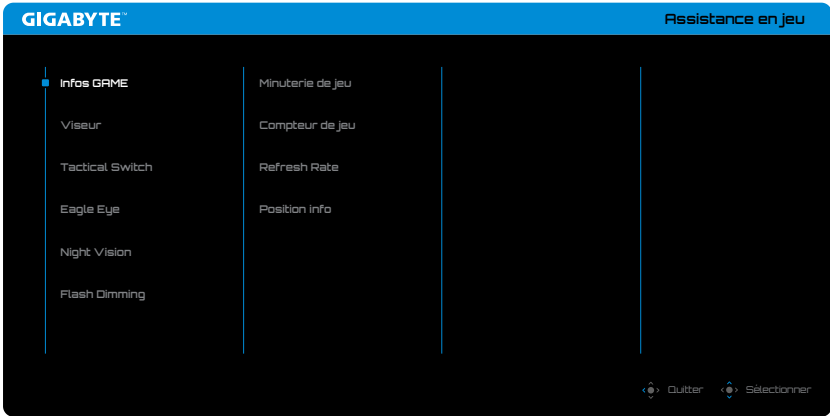 GIGABYTE™
Assistance en jeu
Infos GAME
Minuterie de jeu
Viseur
Compteur de jeu
Tactical Switch
Refresh Rate
Eagle Eye
Position info
Night Vision
Flash Dimming
Quitter
Sélectionner